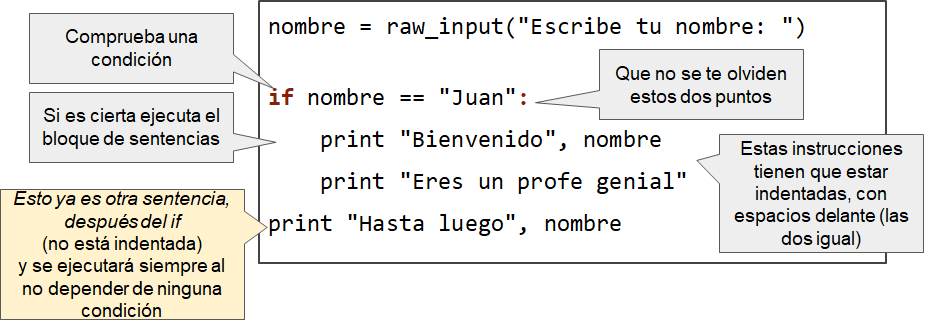 nombre = raw_input("Escribe tu nombre: ")
Comprueba una
condición
if nombre == "Juan":
Que no se te olviden
estos dos puntos
Si es cierta ejecuta el
bloque de sentencias
print "Bienvenido", nombre
print "Eres un profe genial"
Estas instrucciones
tienen que estar
indentadas, con
espacios delante (las
dos igual)
Esto ya es otra sentencia,
después del if
(no está indentada)
y se ejecutará siempre al
no depender de ninguna
condición
print "Hasta luego", nombre